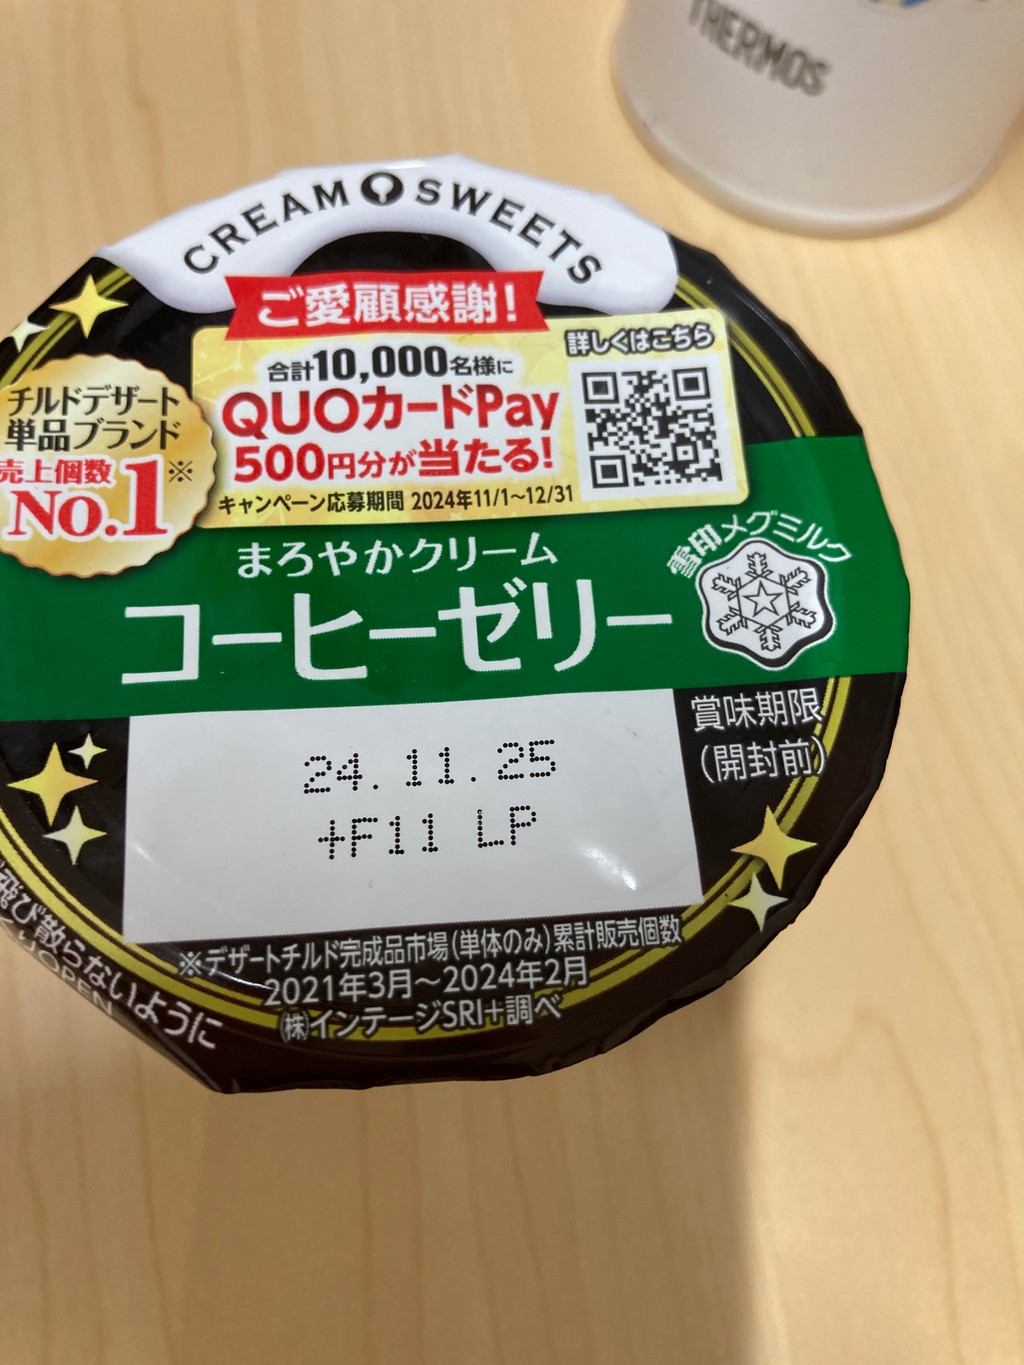 THERMOS
CREAM SWEETS
ご愛顧感謝!
合計10,000名様に
QUOカードPay
500円分が当たる!
キャンペーン応募期間 2024年11/1~12/31
詳しくはこちら
チルドデザート
単品ブランド
売上個数
No.1※
まろやかクリーム
コーヒーゼリー
雪印メグミルク
賞味期限
(開封前)
24.11.25
+F11 LP
※デザートチルド完成品市場(単体のみ)累計販売個数
2021年3月~2024年2月
㈱インテージSRI+調べ
飛び散らないように
OPEN